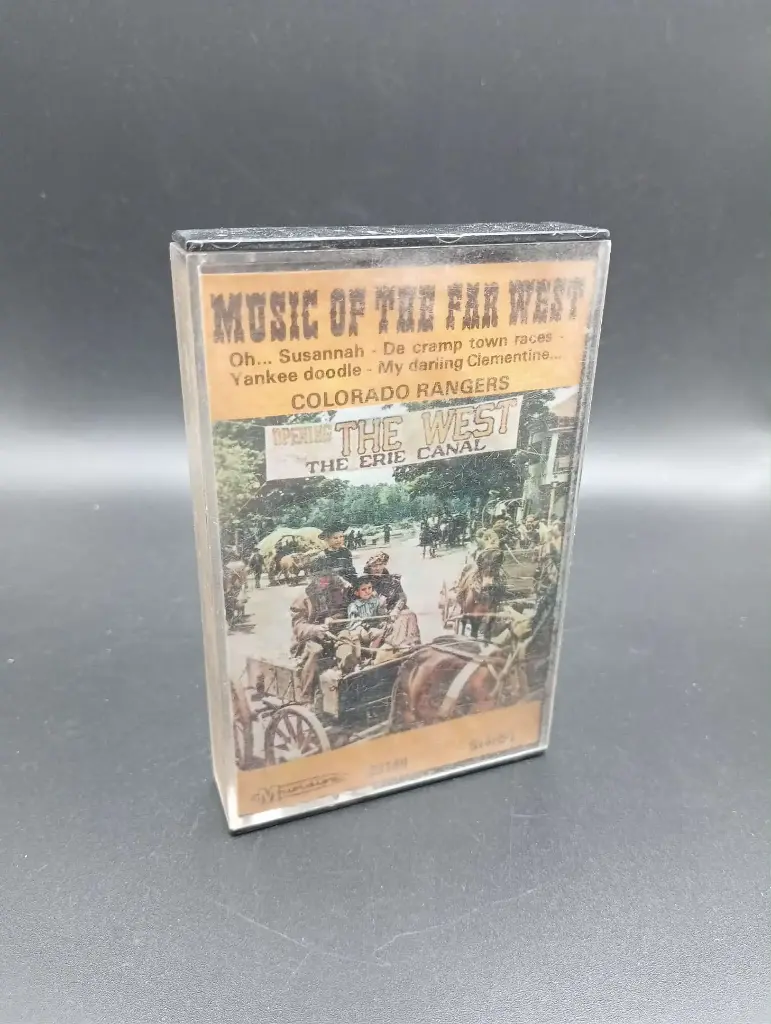 MUSIC OF THE FAR WEST
Oh... Susannah - De cramp town races -
Yankee doodle - My darling Clementine...
COLORADO RANGERS
OPENING THE WEST
THE ERIE CANAL
Musidisc